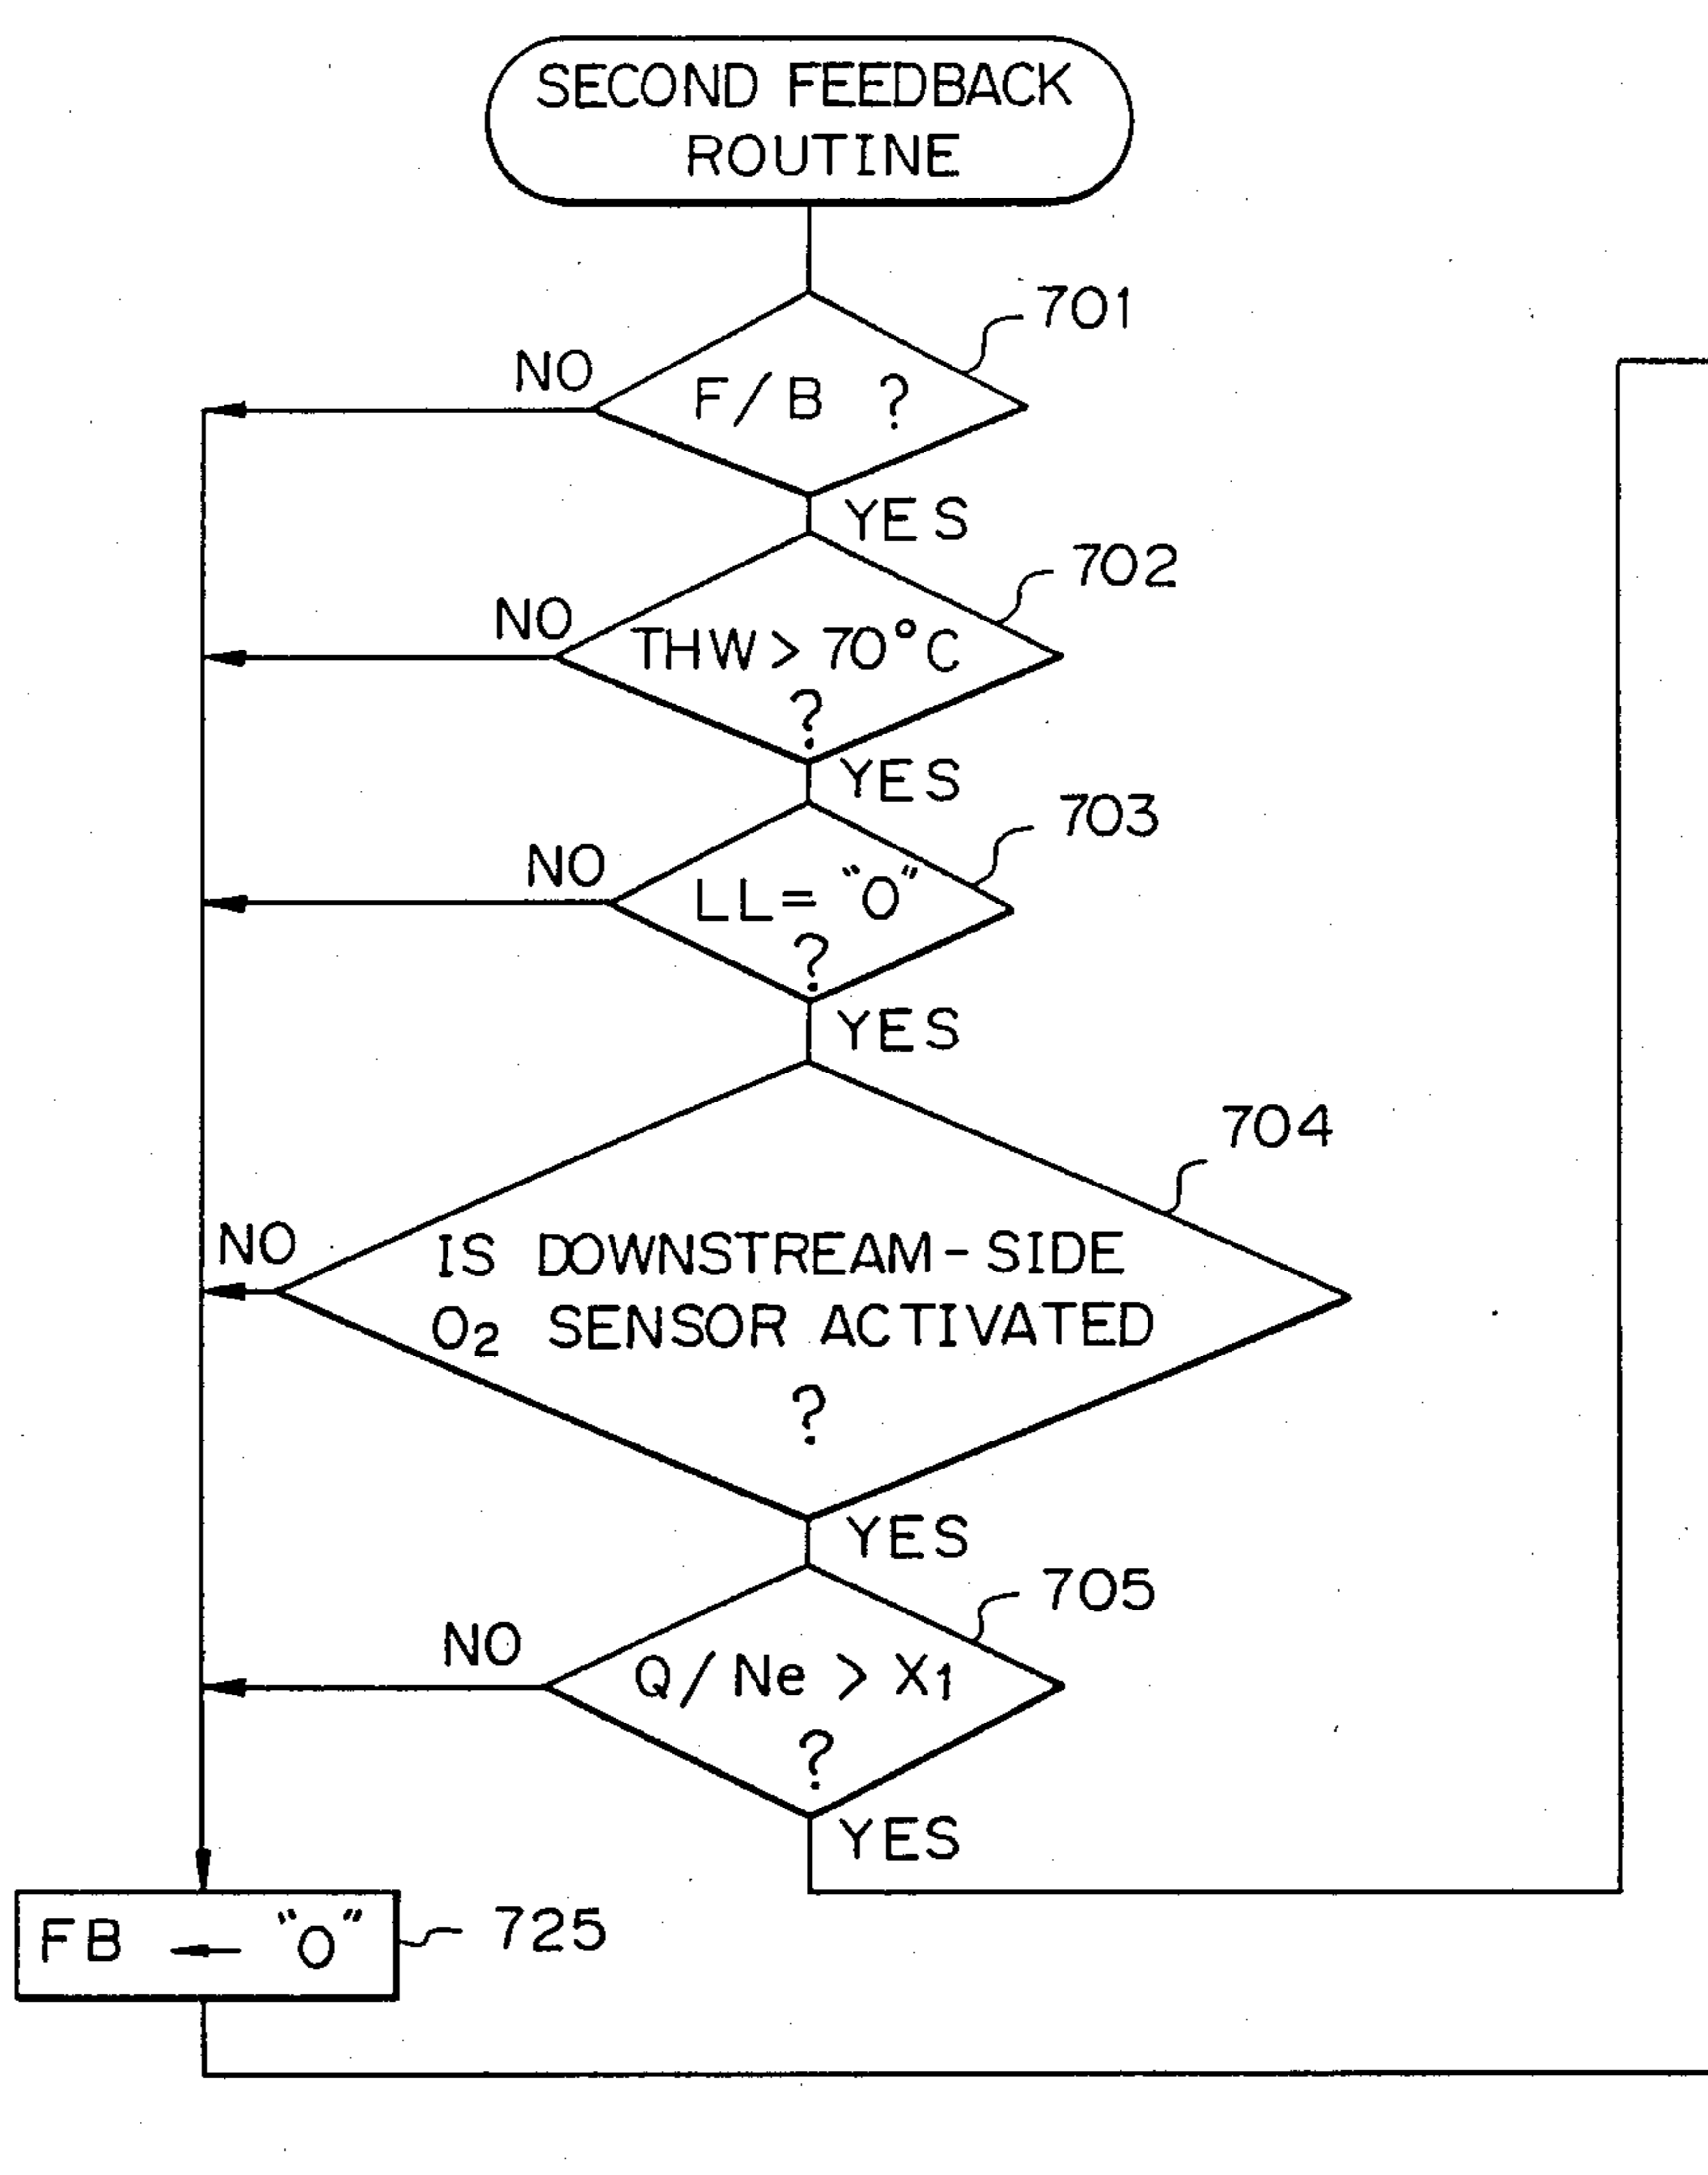 SECOND FEEDBACK
ROUTINE
701
NO
F/B ?
YES
702
NO
THW > 70°C
?
YES
703
NO
LL = "0"
?
YES
704
NO
IS DOWNSTREAM-SIDE
O2 SENSOR ACTIVATED
?
YES
705
NO
Q/Ne > X1
?
YES
FB ← "0"
725